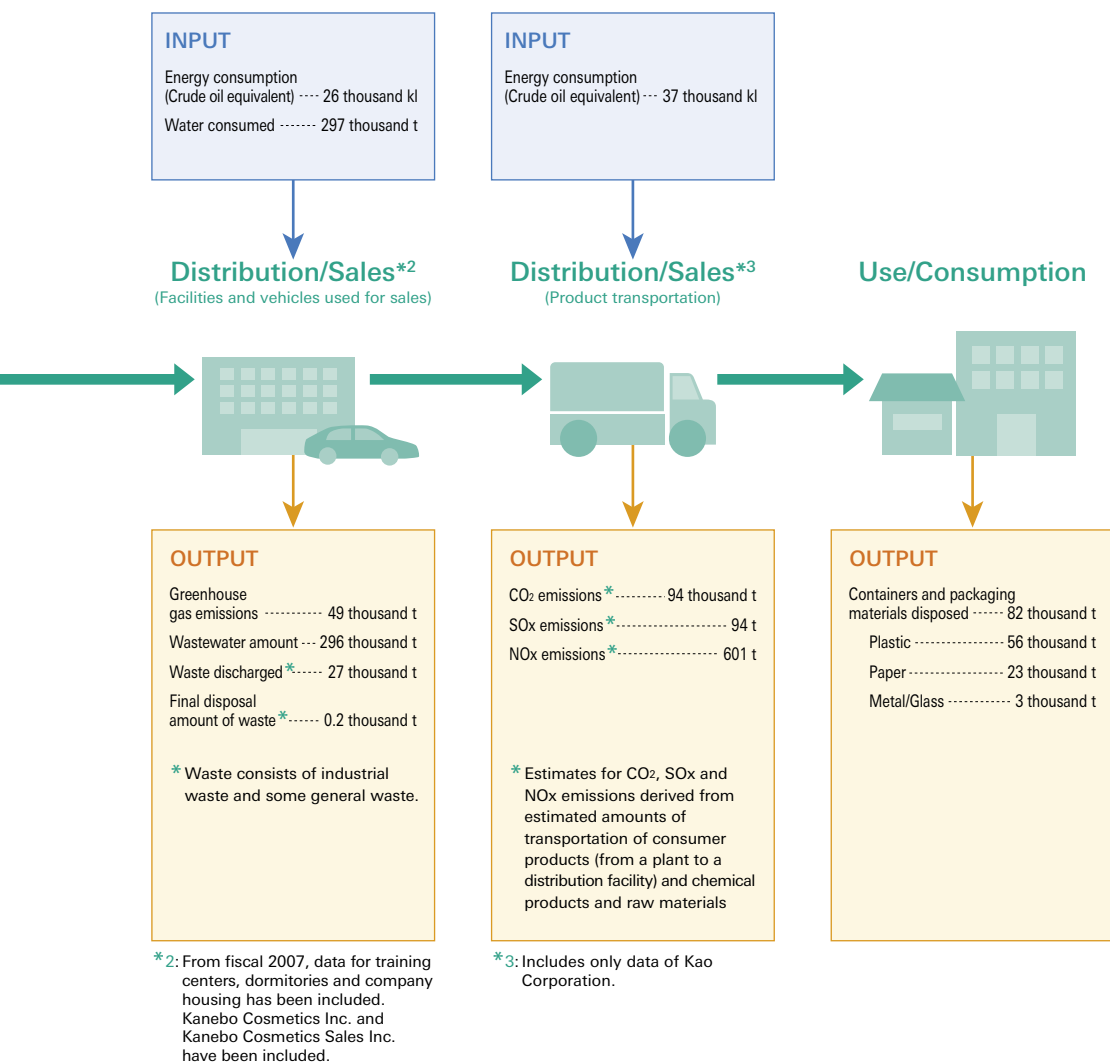 INPUT
Energy consumption
(Crude oil equivalent) ---- 26 thousand kl
Water consumed ------- 297 thousand t
INPUT
Energy consumption
(Crude oil equivalent) --- 37 thousand kl
Distribution/Sales*2
(Facilities and vehicles used for sales)
Distribution/Sales*3
(Product transportation)
Use/Consumption
OUTPUT
Greenhouse
gas emissions ---------- 49 thousand t
Wastewater amount --- 296 thousand t
Waste discharged*------ 27 thousand t
Final disposal
amount of waste*------ 0.2 thousand t
* Waste consists of industrial
waste and some general waste.
OUTPUT
CO2 emissions*--------- 94 thousand t
SOx emissions*-------------------- 94 t
NOx emissions*------------------ 601 t
* Estimates for CO2, SOx and
NOx emissions derived from
estimated amounts of
transportation of consumer
products (from a plant to a
distribution facility) and chemical
products and raw materials
OUTPUT
Containers and packaging
materials disposed ----- 82 thousand t
Plastic --------------- 56 thousand t
Paper---------------- 23 thousand t
Metal/Glass ----------- 3 thousand t
*2: From fiscal 2007, data for training
centers, dormitories and company
housing has been included.
Kanebo Cosmetics Inc. and
Kanebo Cosmetics Sales Inc.
have been included.
*3: Includes only data of Kao
Corporation.